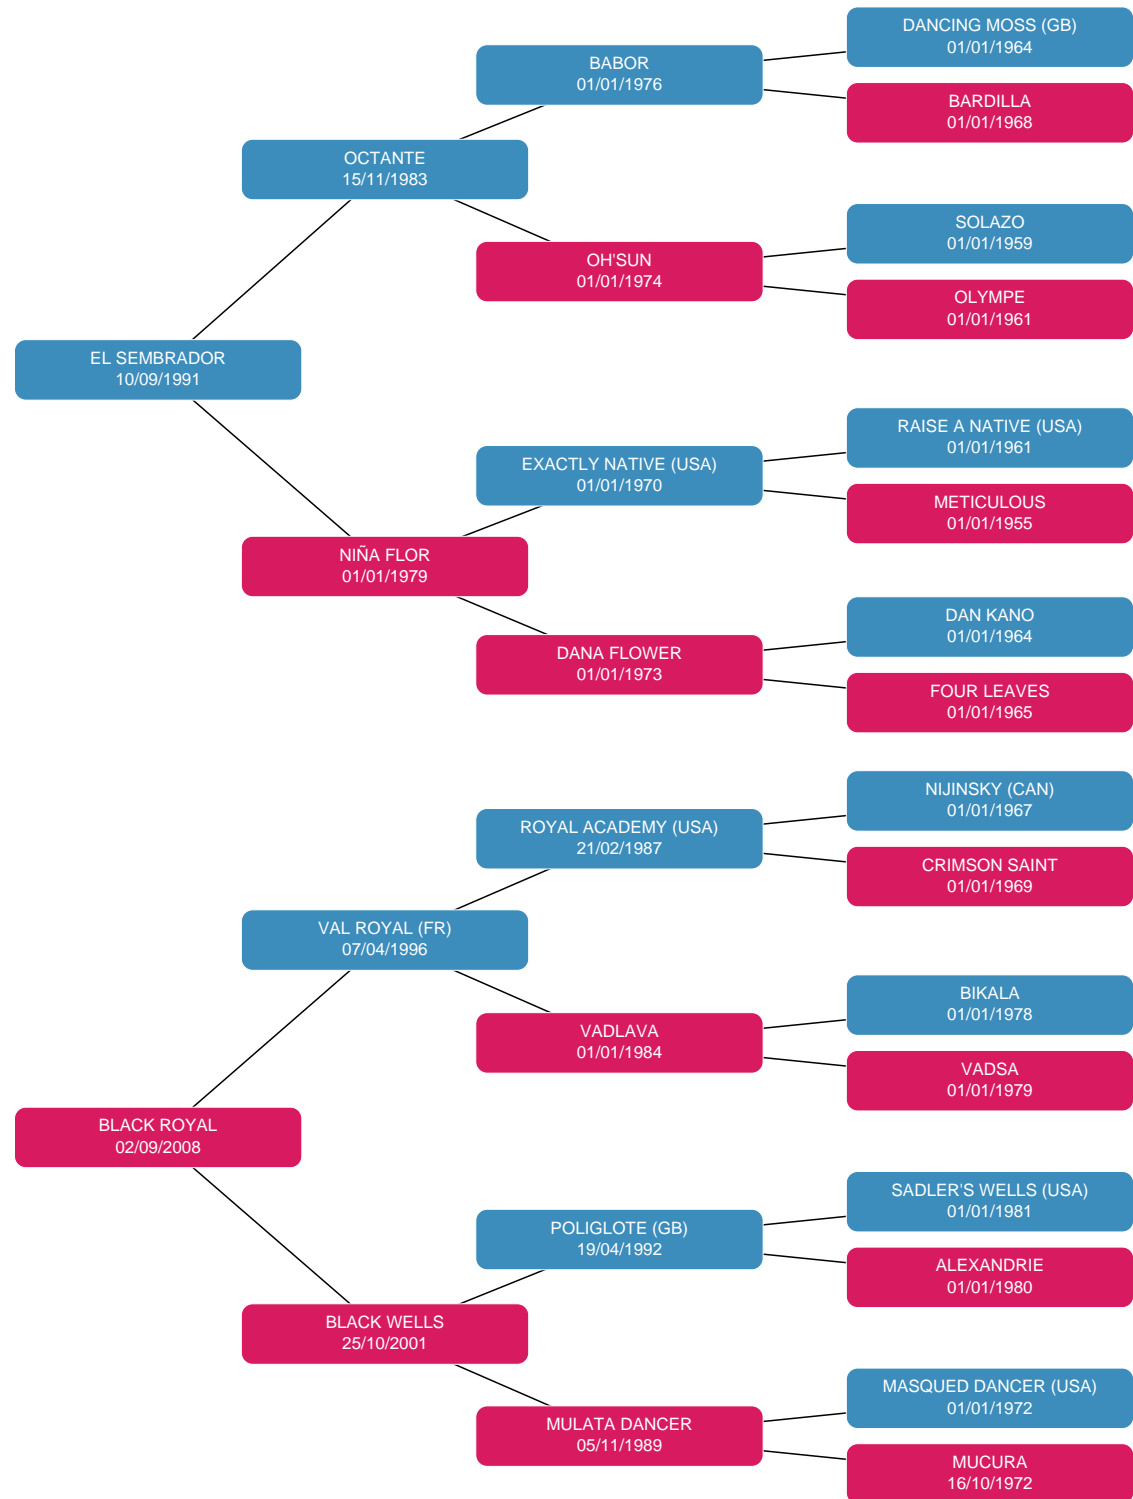 DANCING MOSS (GB)
01/01/1964
BABOR
01/01/1976
BARDILLA
01/01/1968
OCTANTE
15/11/1983
SOLAZO
01/01/1959
OH'SUN
01/01/1974
OLYMPE
01/01/1961
EL SEMBRADOR
10/09/1991
RAISE A NATIVE (USA)
01/01/1961
EXACTLY NATIVE (USA)
01/01/1970
METICULOUS
01/01/1955
NIÑA FLOR
01/01/1979
DAN KANO
01/01/1964
DANA FLOWER
01/01/1973
FOUR LEAVES
01/01/1965
NIJINSKY (CAN)
01/01/1967
ROYAL ACADEMY (USA)
21/02/1987
CRIMSON SAINT
01/01/1969
VAL ROYAL (FR)
07/04/1996
BIKALA
01/01/1978
VADLAVA
01/01/1984
VADSA
01/01/1979
BLACK ROYAL
02/09/2008
SADLER'S WELLS (USA)
01/01/1981
POLIGLOTE (GB)
19/04/1992
ALEXANDRIE
01/01/1980
BLACK WELLS
25/10/2001
MASQUED DANCER (USA)
01/01/1972
MULATA DANCER
05/11/1989
MUCURA
16/10/1972